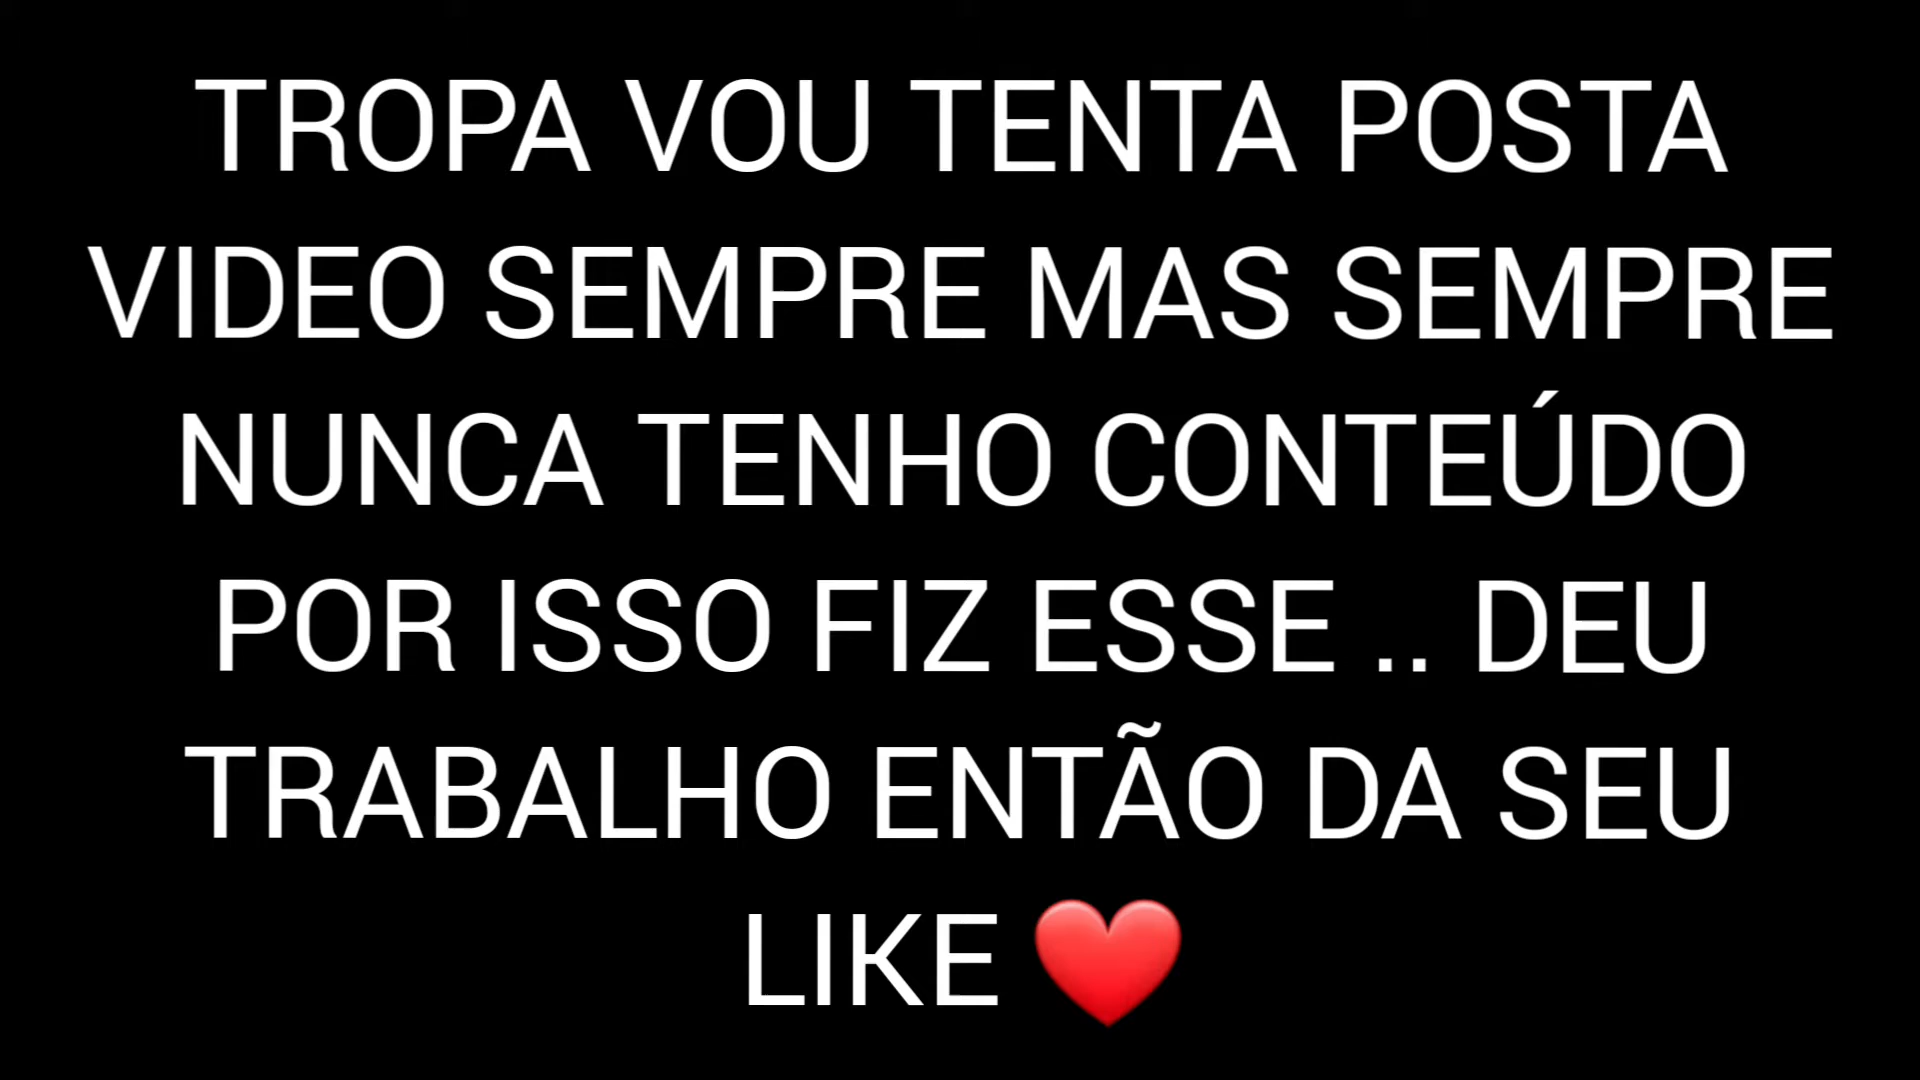 TROPA VOU TENTA POSTA
VIDEO SEMPRE MAS SEMPRE
NUNCA TENHO CONTEÚDO
POR ISSO FIZ ESSE .. DEU
TRABALHO ENTÃO DA SEU
LIKE ❤️